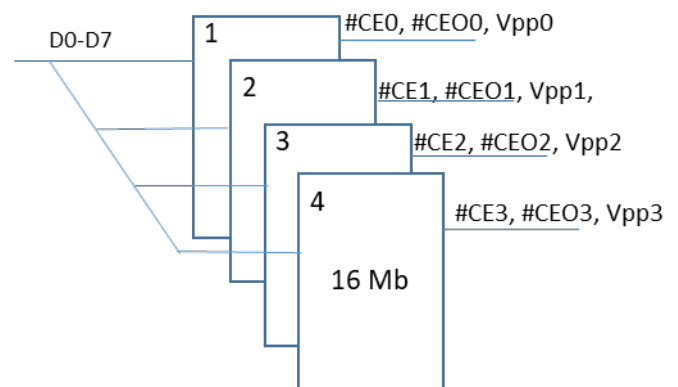 D0-D7
1
#CE0, #CEO0, Vpp0
2
#CE1, #CEO1, Vpp1,
3
#CE2, #CEO2, Vpp2
4
#CE3, #CEO3, Vpp3
16 Mb